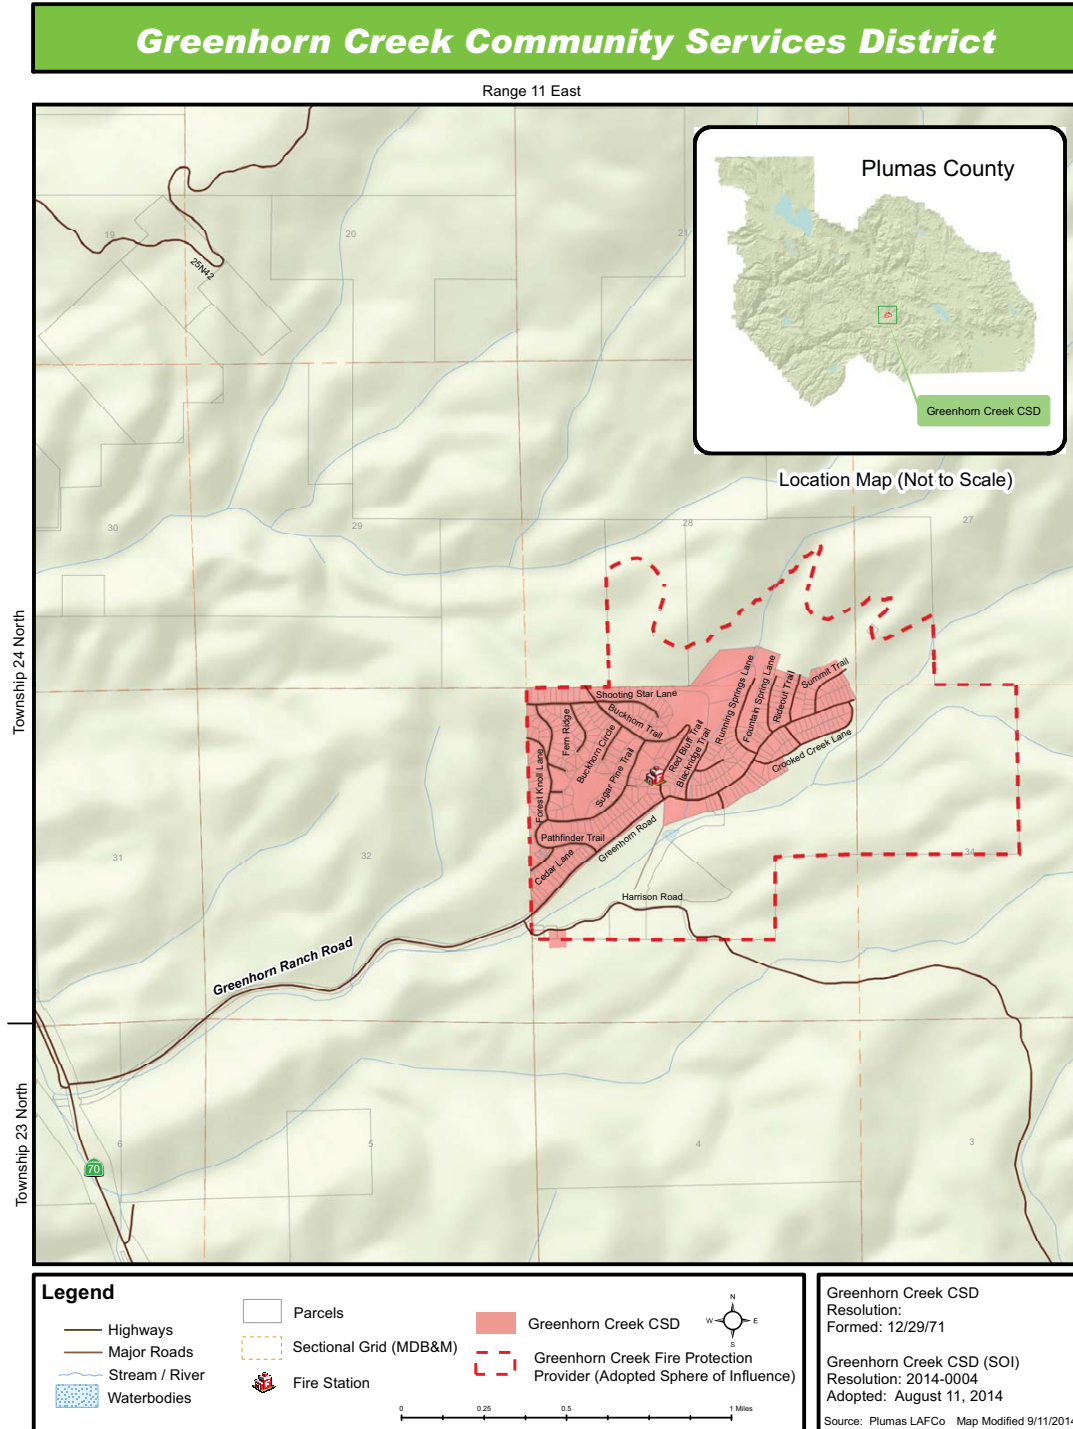 Greenhorn Creek Community Services District
Range 11 East
Plumas County
Greenhorn Creek CSD
Location Map (Not to Scale)
19
20
21
25N42
30
29
28
27
Township 24 North
Shooting Star Lane
Buckhorn Trail
Fern Ridge
Buckhorn Circle
Sugar Pine Trail
Forest Knoll Lane
Red Bluff Trail
Blackridge Trail
Running Springs Lane
Fountain Spring Lane
Rideout Trail
Summit Trail
Crooked Creek Lane
Pathfinder Trail
Cedar Lane
Greenhorn Road
31
32
34
Harrison Road
Greenhorn Ranch Road
Township 23 North
6
5
4
3
70
Legend
Highways
Major Roads
Stream / River
Waterbodies
Parcels
Sectional Grid (MDB&M)
Fire Station
Greenhorn Creek CSD
Greenhorn Creek Fire Protection
Provider (Adopted Sphere of Influence)
N
W
E
S
0
0.25
0.5
1 Miles
Greenhorn Creek CSD
Resolution:
Formed: 12/29/71
Greenhorn Creek CSD (SOI)
Resolution: 2014-0004
Adopted: August 11, 2014
Source: Plumas LAFCo Map Modified 9/11/2014